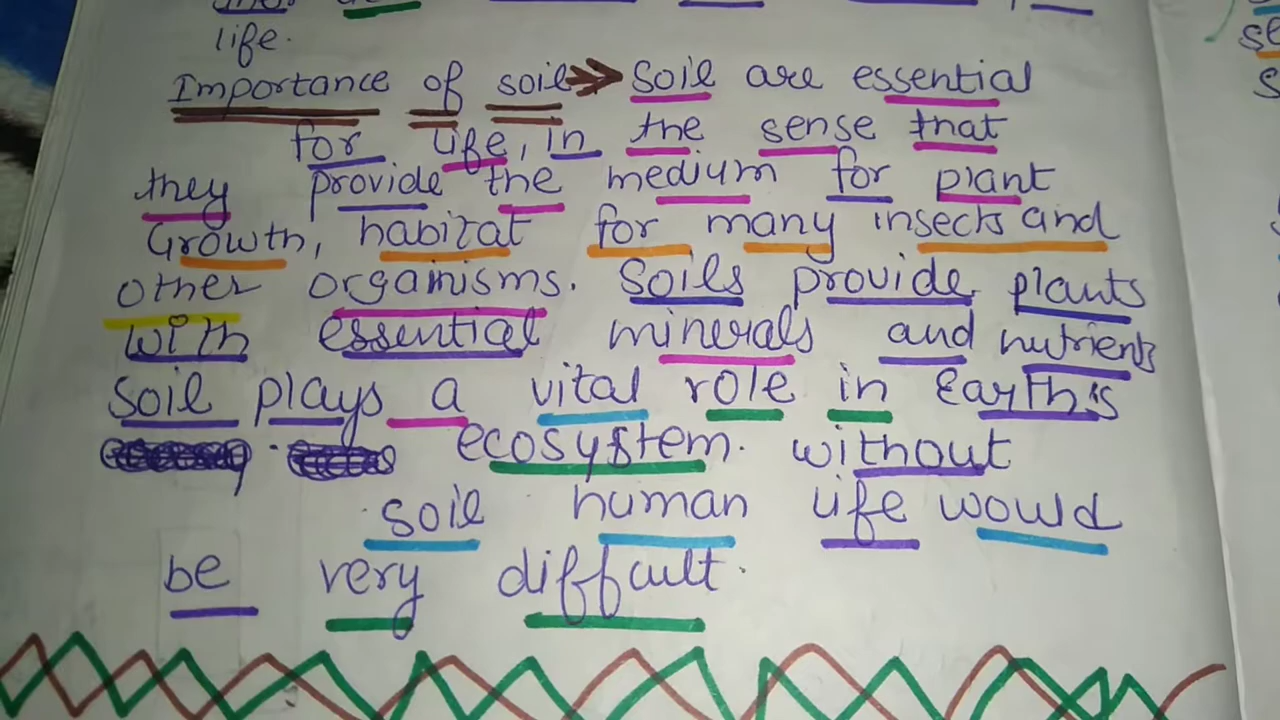 life.
Importance of soil Soil are essential
for life, in the sense that
they provide the medium for plant
Growth, habitat for many insects and
other organisms. Soils provide plants
with essential minerals and nutrients
Soil plays a vital role in Earth's
ecosystem. without
soil human life would
be very diffcult.